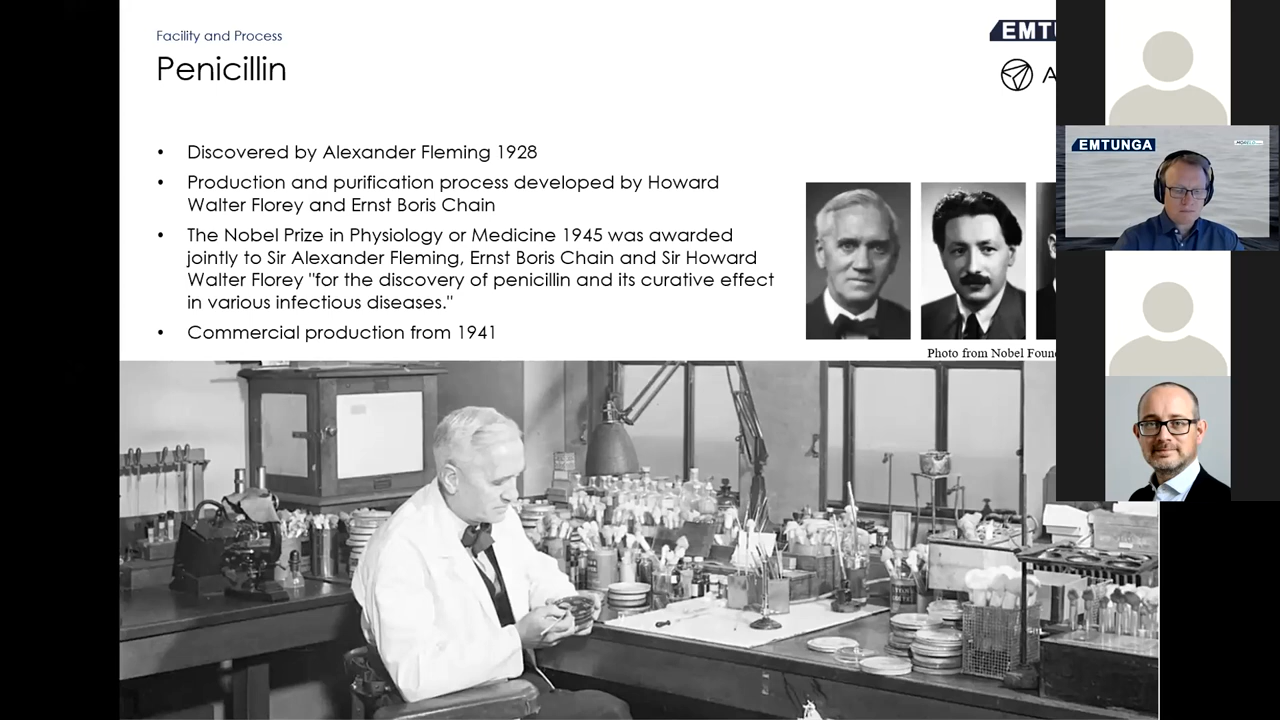 Facility and Process
Penicillin
EMT
A
• Discovered by Alexander Fleming 1928
• Production and purification process developed by Howard
Walter Florey and Ernst Boris Chain
• The Nobel Prize in Physiology or Medicine 1945 was awarded
jointly to Sir Alexander Fleming, Ernst Boris Chain and Sir Howard
Walter Florey "for the discovery of penicillin and its curative effect
in various infectious diseases."
• Commercial production from 1941
Photo from Nobel Foun
EMTUNGA